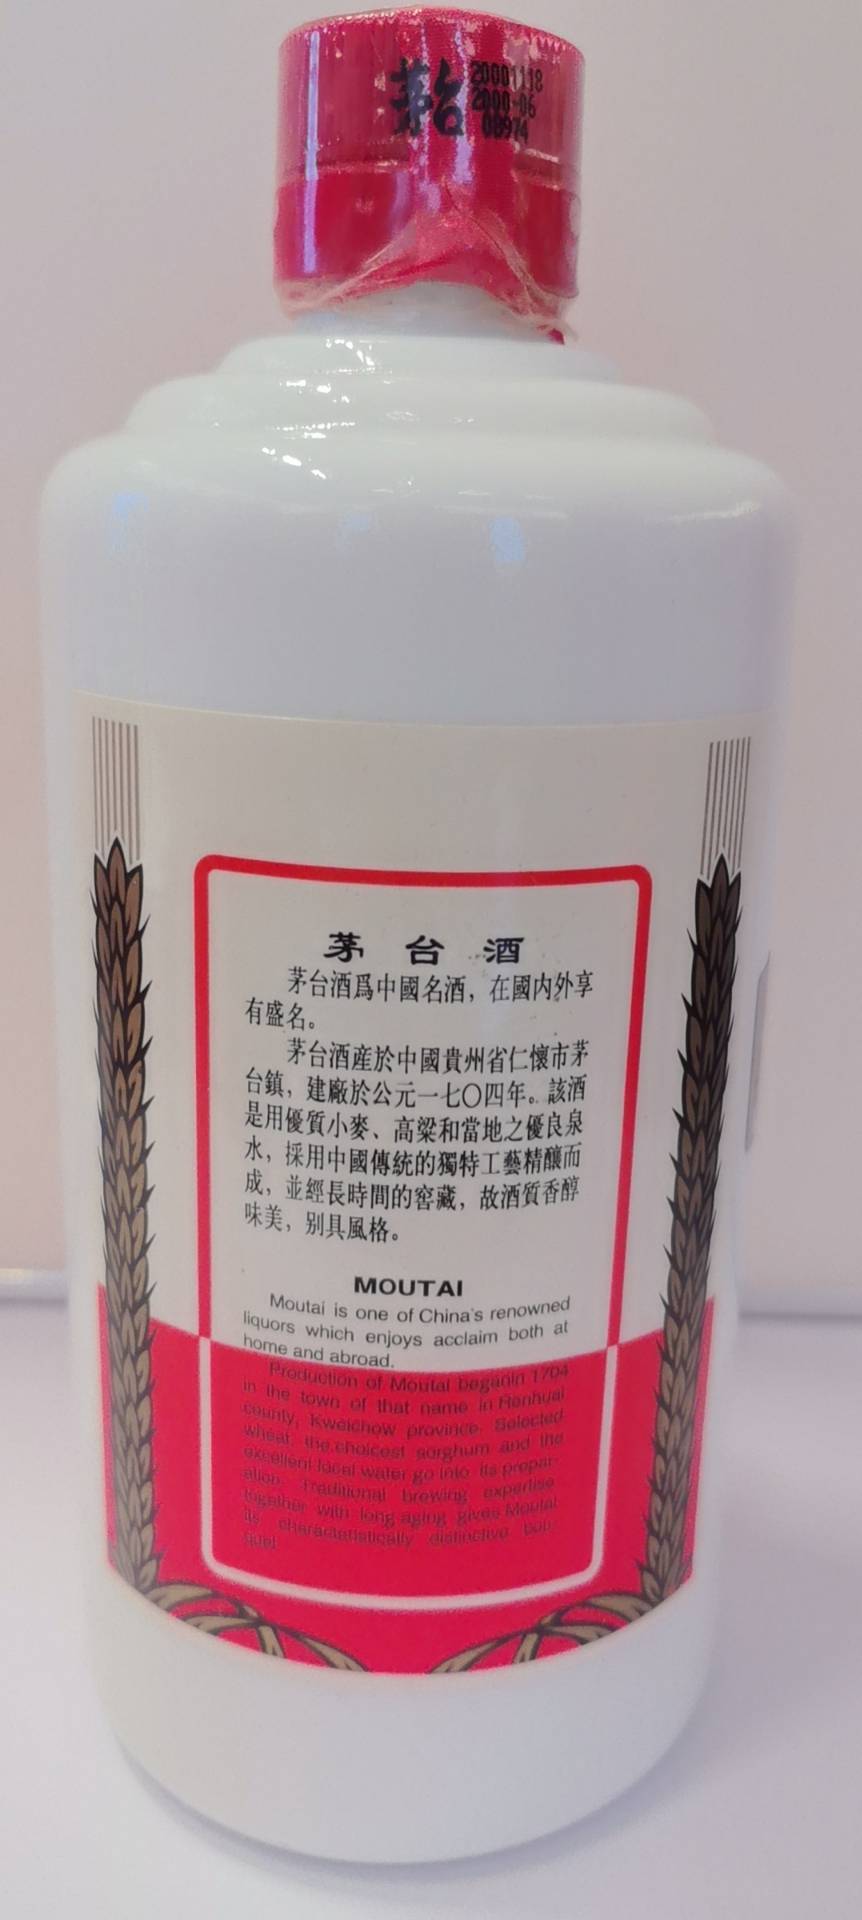 茅台
20001118
2000-06
08974
茅台酒
茅台酒爲中國名酒，在國内外享
有盛名。
茅台酒産於中國貴州省仁懷市茅
台鎮，建廠於公元一七〇四年。該酒
是用優質小麥、高粱和當地之優良泉
水，採用中國傳統的獨特工藝精釀而
成，並經長時間的窖藏，故酒質香醇
味美，别具風格。
MOUTAI
Moutai is one of China's renowned
liquors which enjoys acclaim both at
home and abroad.
Production of Moutai beganin 1704
in the town of that name in Renhuai
county, Kweichow province. Selected
wheat, the choicest sorghum and the
excellent local water go into its prepar-
ation. Traditional brewing expertise
together with long aging gives Moutai
its characteristically distinctive bou-
quet